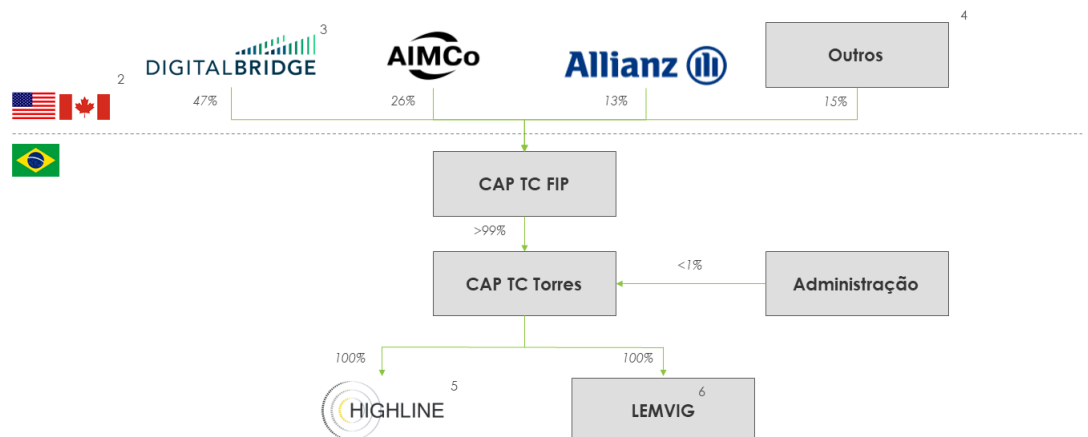 3
4
DIGITALBRIDGE
AIMCo
Allianz
Outros
2
47%
26%
13%
15%
CAP TC FIP
>99%
CAP TC Torres
<1%
Administração
100%
100%
5
6
HIGHLINE
LEMVIG